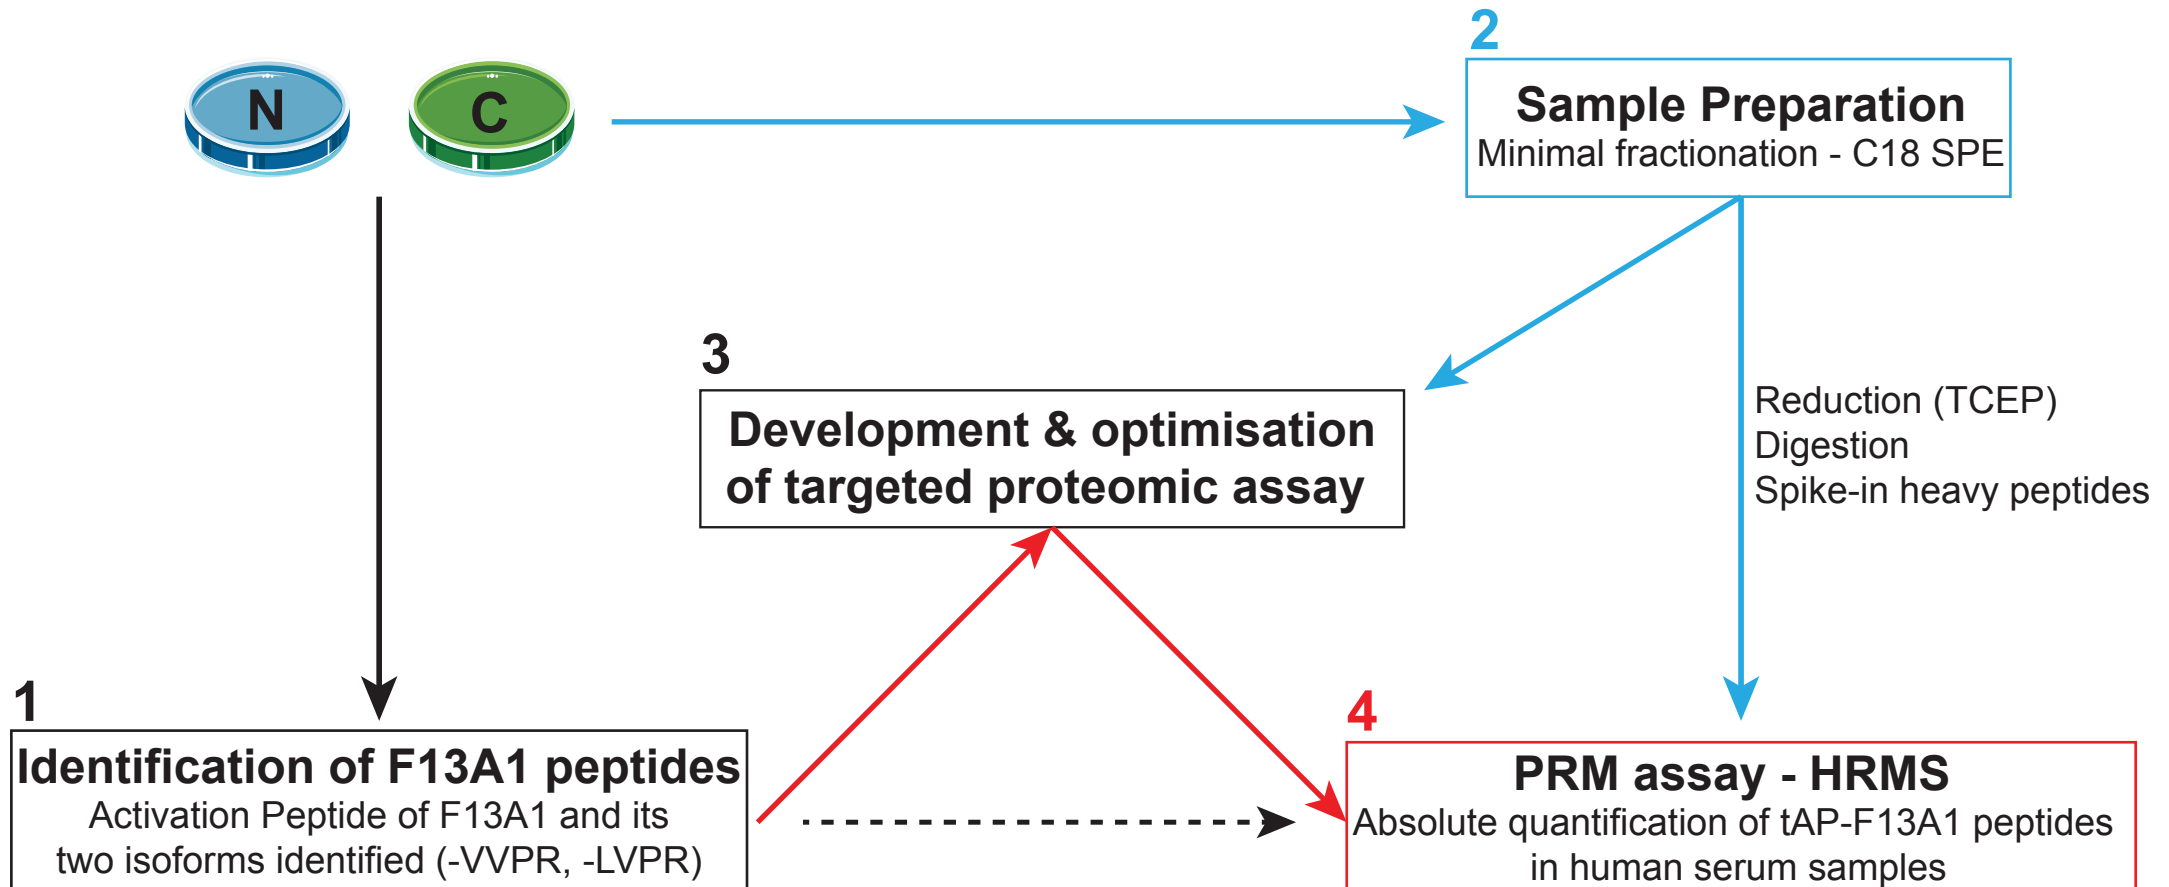 N
C
2
Sample Preparation
Minimal fractionation - C18 SPE
3
Development & optimisation
of targeted proteomic assay
Reduction (TCEP)
Digestion
Spike-in heavy peptides
1
Identification of F13A1 peptides
Activation Peptide of F13A1 and its
two isoforms identified (-VVPR, -LVPR)
4
PRM assay - HRMS
Absolute quantification of tAP-F13A1 peptides
in human serum samples